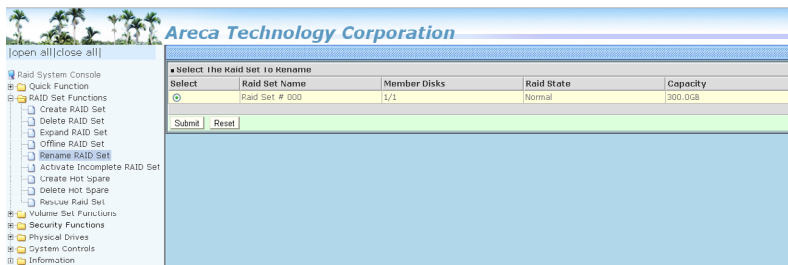 Areca Technology Corporation
|open all|close all|
Raid System Console
Quick Function
RAID Set Functions
Create RAID Set
Delete RAID Set
Expand RAID Set
Offline RAID Set
Rename RAID Set
Activate Incomplete RAID Set
Create Hot Spare
Delete Hot Spare
Rescue Raid Set
Volume Set Functions
Security Functions
Physical Drives
System Controls
Information
Select The Raid Set To Rename
Select Raid Set Name Member Disks Raid State Capacity
Raid Set # 000 1/1 Normal 300.0GB
Submit Reset